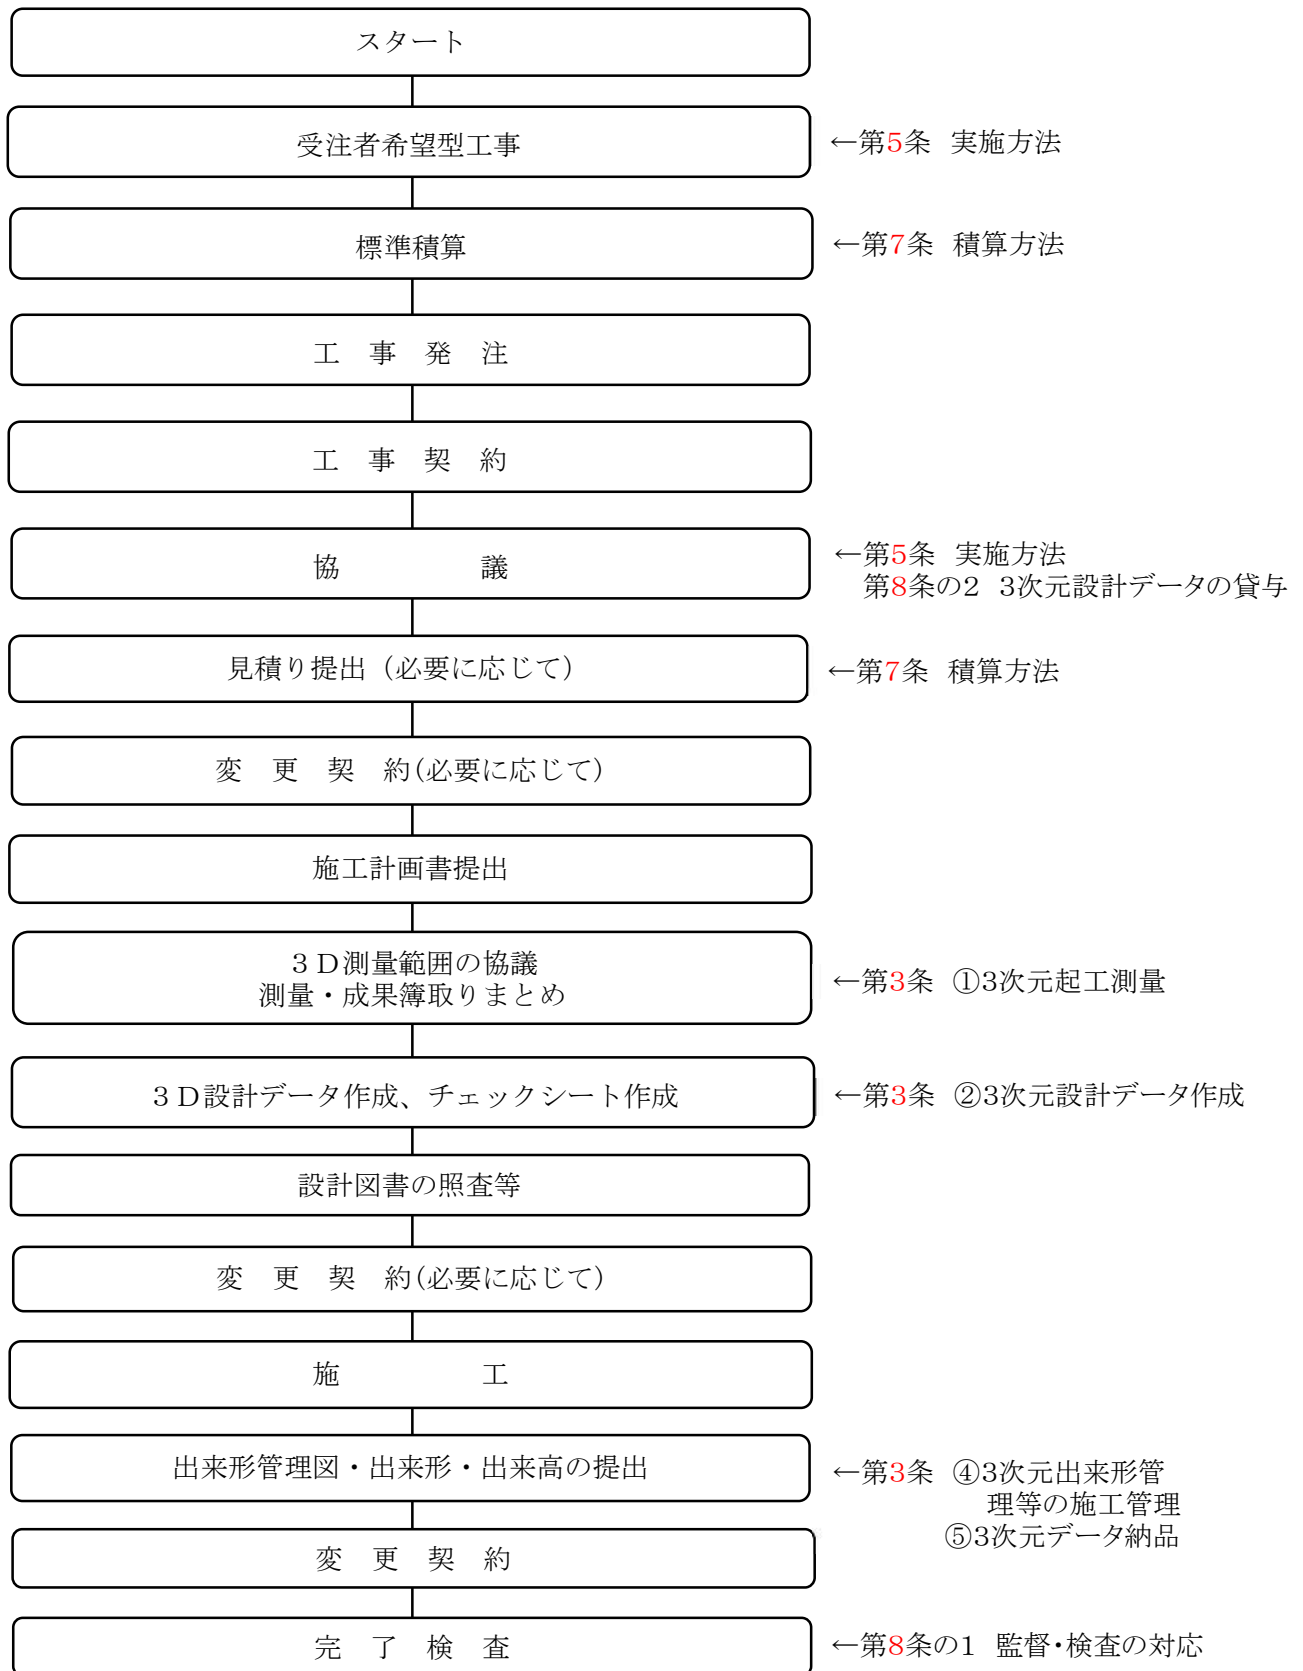 スタート
受注者希望型工事
←第5条　実施方法
標準積算
←第7条　積算方法
工　事　発　注
工　事　契　約
協　　　　　議
←第5条　実施方法
第8条の2　3次元設計データの貸与
見積り提出（必要に応じて）
←第7条　積算方法
変　更　契　約(必要に応じて)
施工計画書提出
３Ｄ測量範囲の協議
測量・成果簿取りまとめ
←第3条　①3次元起工測量
３Ｄ設計データ作成、チェックシート作成
←第3条　②3次元設計データ作成
設計図書の照査等
変　更　契　約(必要に応じて)
施　　　　　工
出来形管理図・出来形・出来高の提出
←第3条　④3次元出来形管
理等の施工管理
⑤3次元データ納品
変　更　契　約
完　了　検　査
←第8条の1　監督・検査の対応